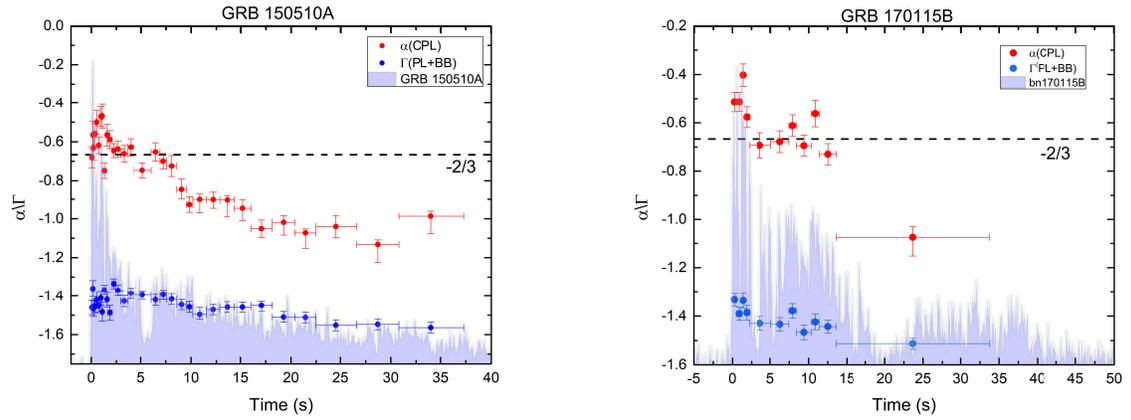 GRB 150510A
0.0
-0.2
-0.4
-0.6
-0.8
-1.0
-1.2
-1.4
-1.6
α\Γ
α(CPL)
Γ(PL+BB)
GRB 150510A
-2/3
0 5 10 15 20 25 30 35 40
Time (s)
GRB 170115B
-0.2
-0.4
-0.6
-0.8
-1.0
-1.2
-1.4
-1.6
α\Γ
α(CPL)
Γ(FL+BB)
bn170115B
-2/3
-5 0 5 10 15 20 25 30 35 40 45 50
Time (s)